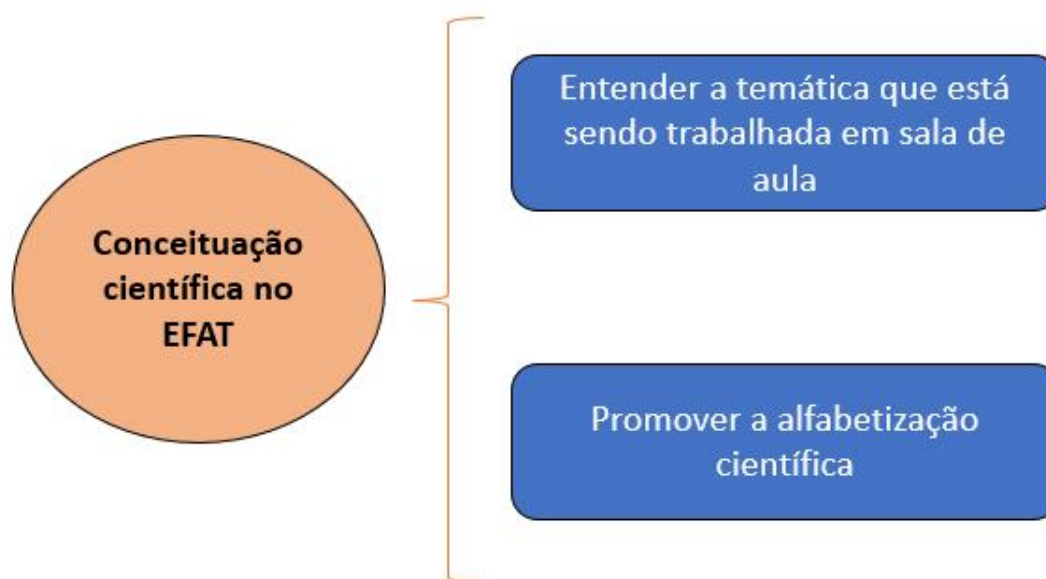 Conceituação
científica no
EFAT
Entender a temática que está
sendo trabalhada em sala de
aula
Promover a alfabetização
científica